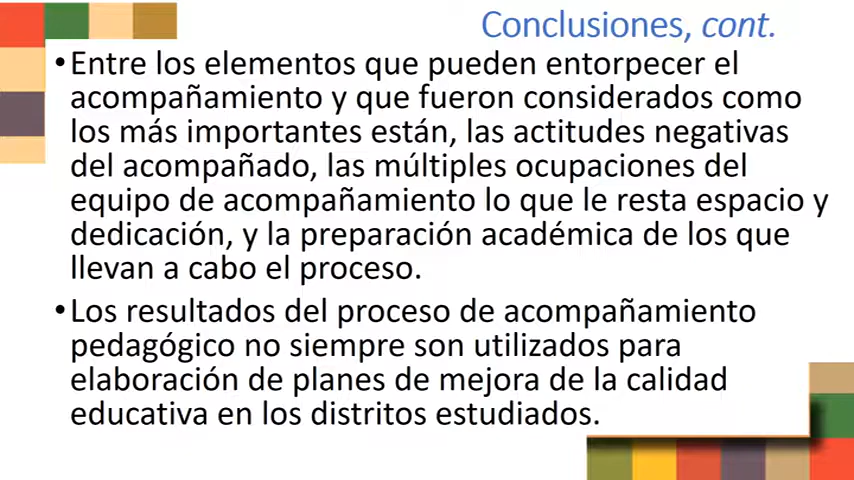 Conclusiones, cont.
•Entre los elementos que pueden entorpecer el
acompañamiento y que fueron considerados como
los más importantes están, las actitudes negativas
del acompañado, las múltiples ocupaciones del
equipo de acompañamiento lo que le resta espacio y
dedicación, y la preparación académica de los que
llevan a cabo el proceso.
•Los resultados del proceso de acompañamiento
pedagógico no siempre son utilizados para
elaboración de planes de mejora de la calidad
educativa en los distritos estudiados.